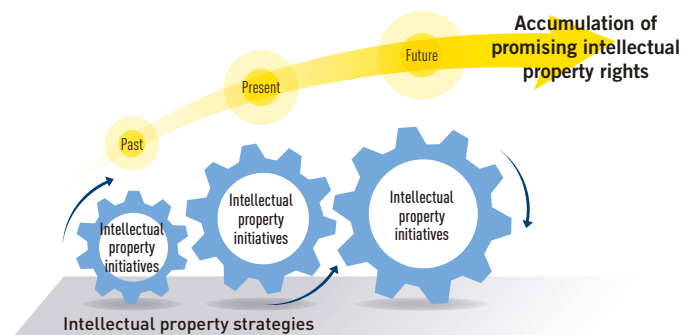 Accumulation of
promising intellectual
property rights
Future
Present
Past
Intellectual
property
initiatives
Intellectual
property
initiatives
Intellectual
property
initiatives
Intellectual property strategies